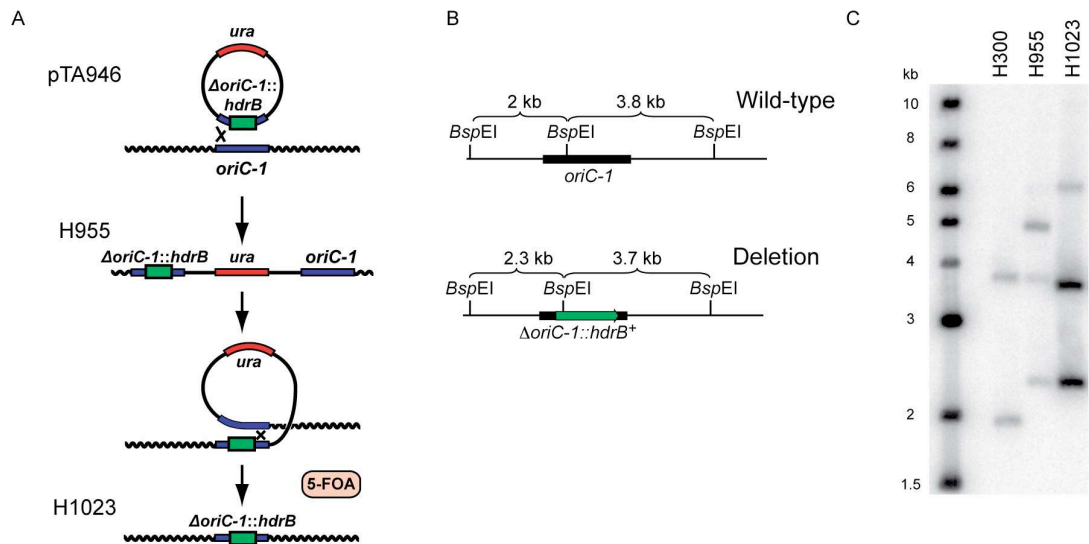 A
ura
pTA946
ΔoriC-1::
hdrB
oriC-1
H955
ΔoriC-1::hdrB
ura
oriC-1
ura
5-FOA
H1023
ΔoriC-1::hdrB
B
2 kb
3.8 kb
Wild-type
BspEI
BspEI
BspEI
oriC-1
Deletion
2.3 kb
3.7 kb
BspEI
BspEI
BspEI
ΔoriC-1::hdrB+
C
H300
H955
H1023
kb
10
8
6
5
4
3
2
1.5